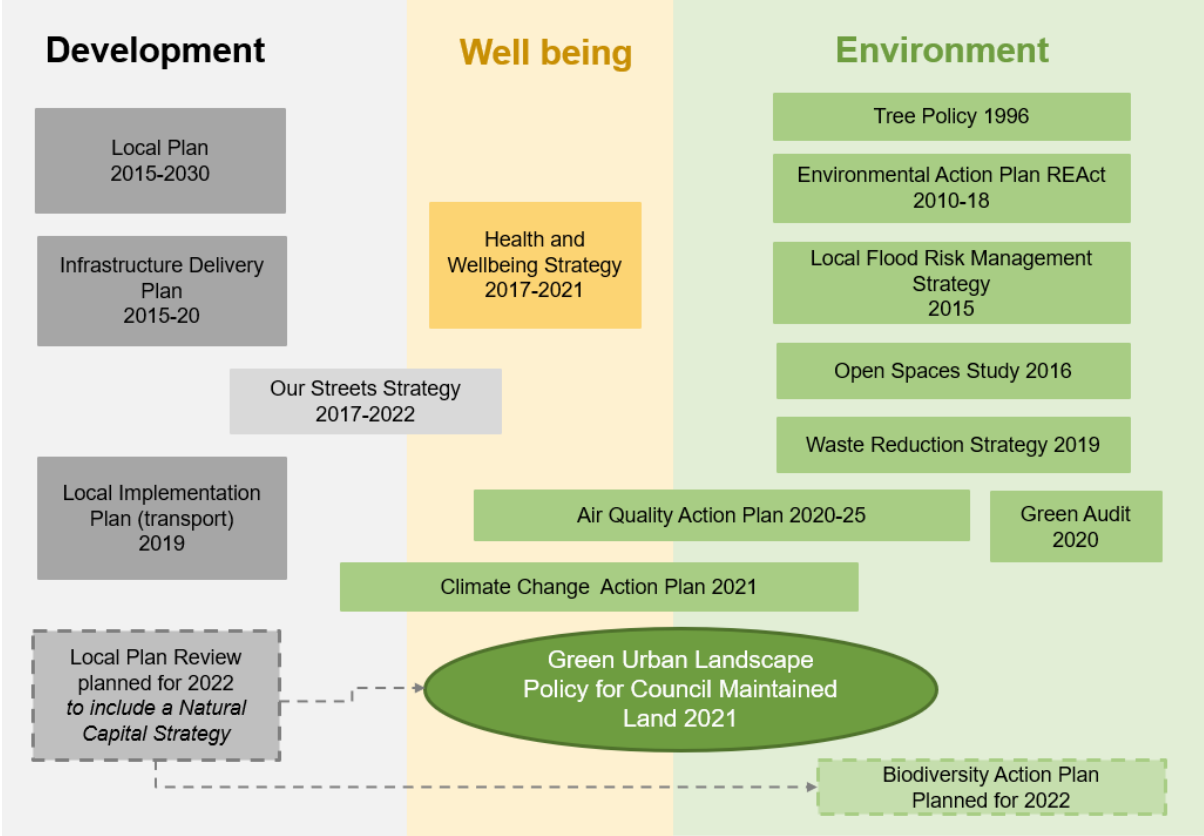 Development
Well being
Environment
Local Plan
2015-2030
Infrastructure Delivery
Plan
2015-20
Our Streets Strategy
2017-2022
Local Implementation
Plan (transport)
2019
Local Plan Review
planned for 2022
to include a Natural
Capital Strategy
Health and
Wellbeing Strategy
2017-2021
Tree Policy 1996
Environmental Action Plan REAct
2010-18
Local Flood Risk Management
Strategy
2015
Open Spaces Study 2016
Waste Reduction Strategy 2019
Air Quality Action Plan 2020-25
Green Audit
2020
Climate Change Action Plan 2021
Green Urban Landscape
Policy for Council Maintained
Land 2021
Biodiversity Action Plan
Planned for 2022